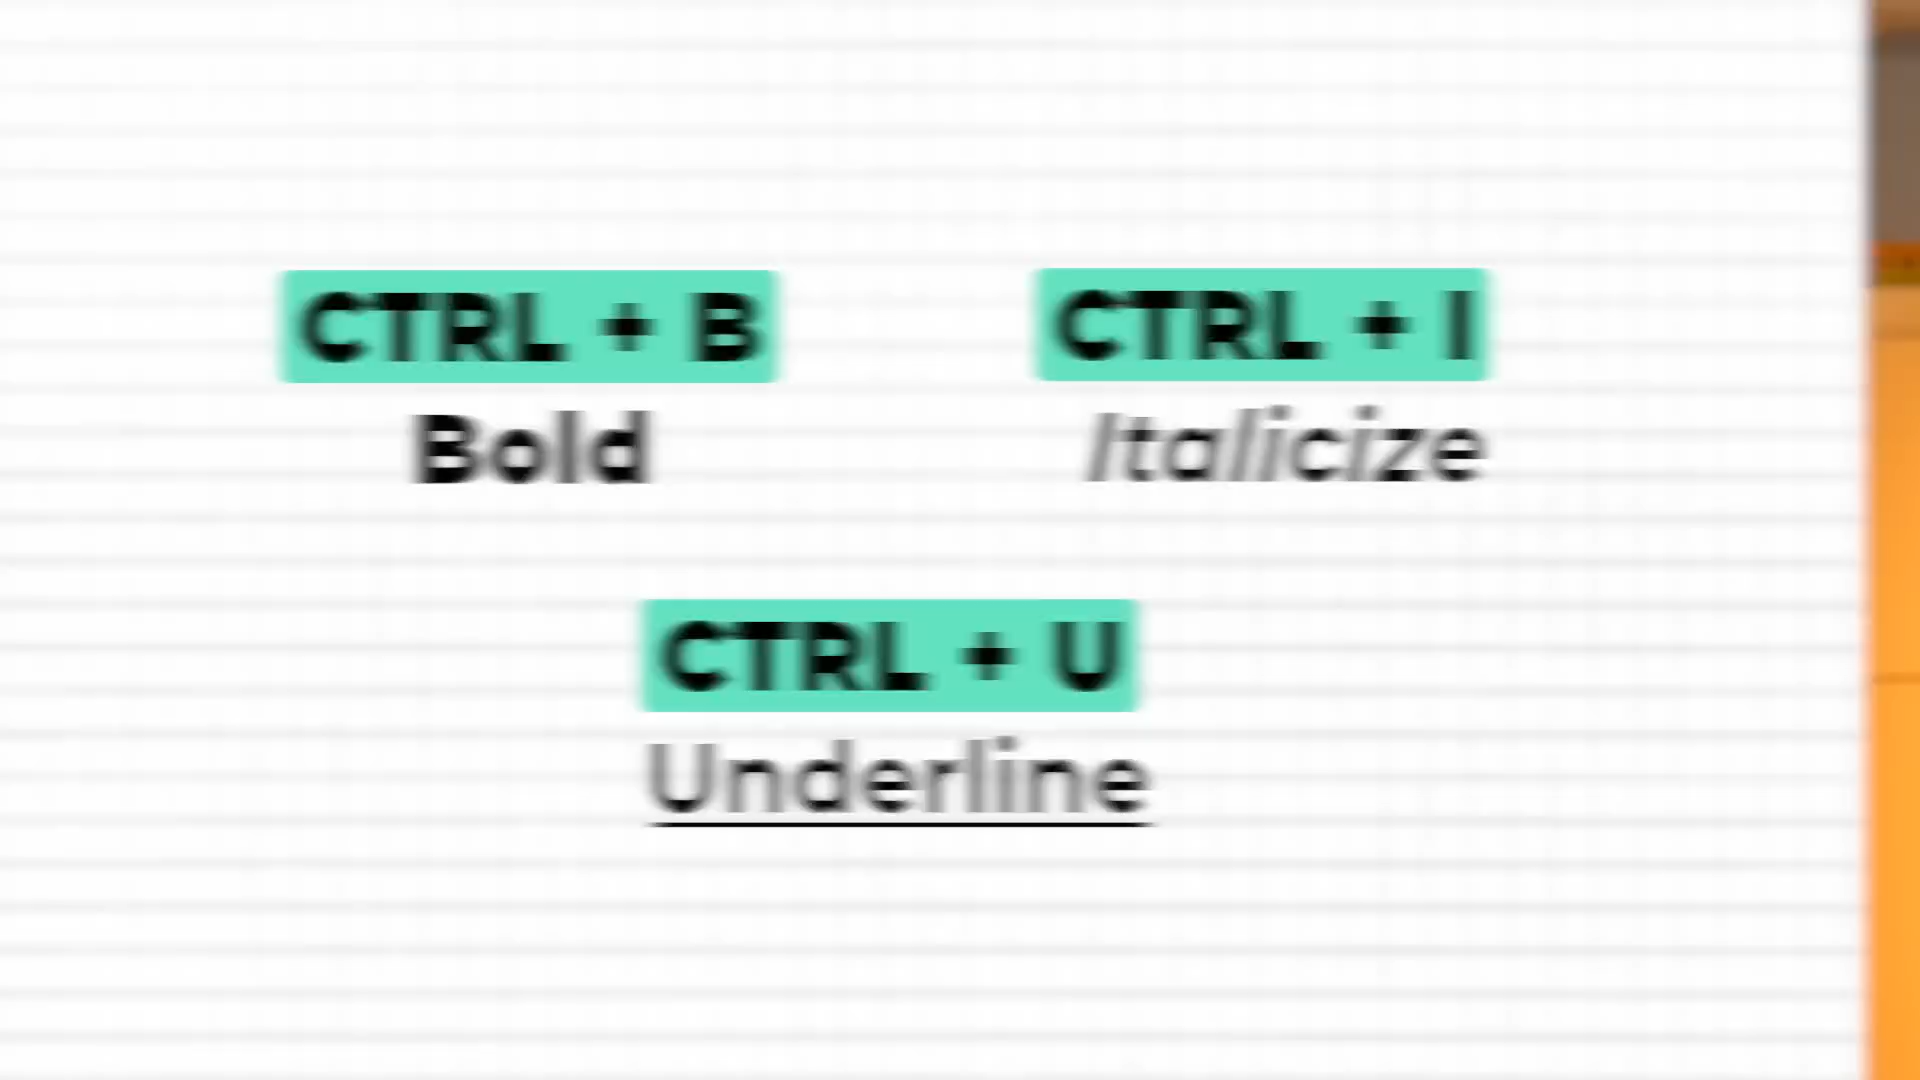 CTRL + B
CTRL + I
Bold
Italicize
CTRL + U
Underline